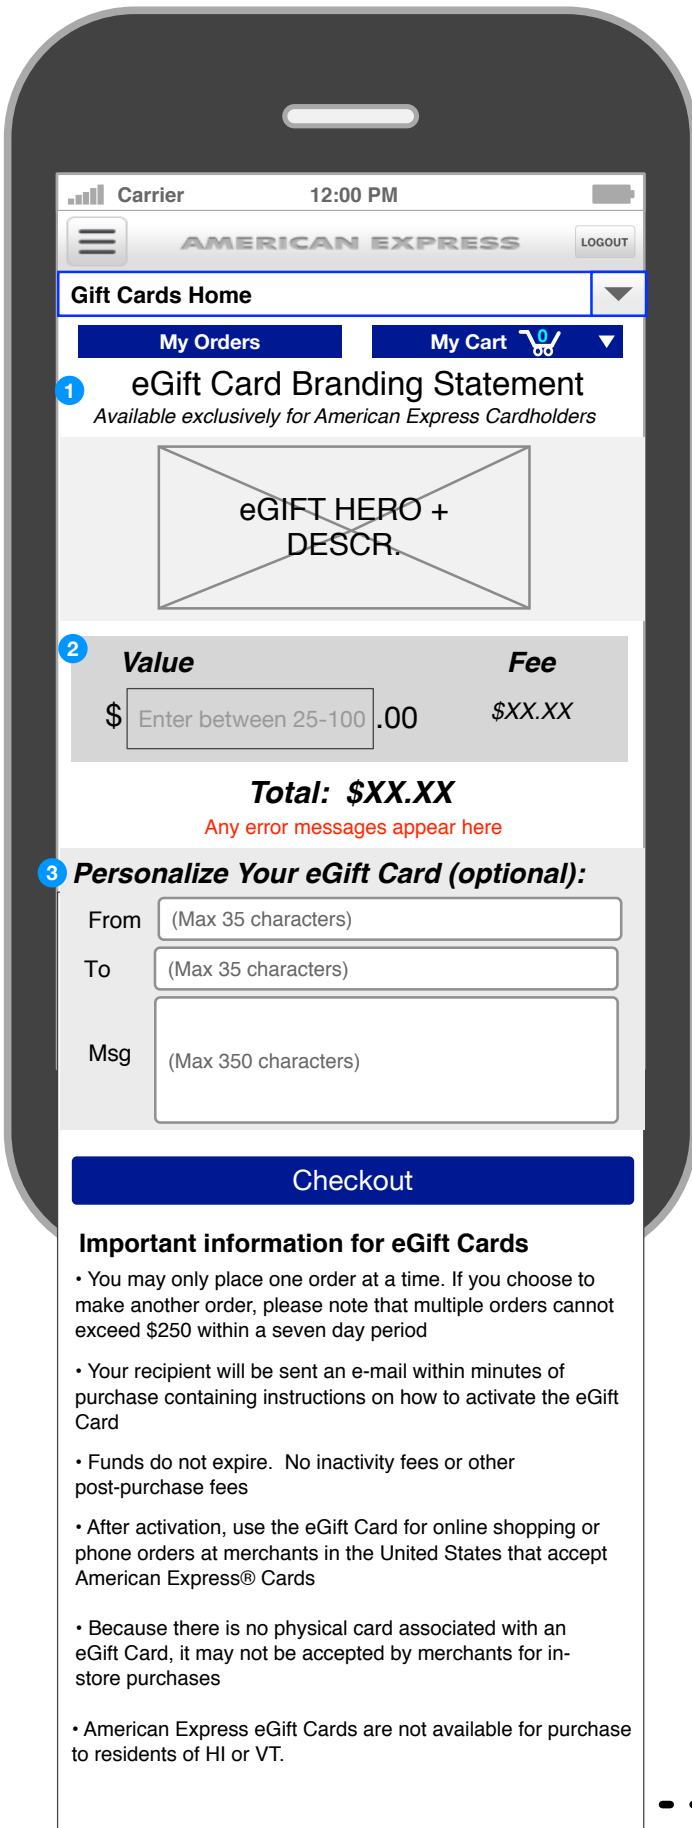 Carrier 12:00 PM
AMERICAN EXPRESS LOGOUT
Gift Cards Home
My Orders My Cart 0
1 eGift Card Branding Statement
Available exclusively for American Express Cardholders
eGIFT HERO +
DESCR.
2 Value Fee
$ Enter between 25-100 .00 $XX.XX
Total: $XX.XX
Any error messages appear here
3 Personalize Your eGift Card (optional):
From (Max 35 characters)
To (Max 35 characters)
Msg (Max 350 characters)
Checkout
Important information for eGift Cards
• You may only place one order at a time. If you choose to
make another order, please note that multiple orders cannot
exceed $250 within a seven day period
• Your recipient will be sent an e-mail within minutes of
purchase containing instructions on how to activate the eGift
Card
• Funds do not expire. No inactivity fees or other
post-purchase fees
• After activation, use the eGift Card for online shopping or
phone orders at merchants in the United States that accept
American Express® Cards
• Because there is no physical card associated with an
eGift Card, it may not be accepted by merchants for in-
store purchases
• American Express eGift Cards are not available for purchase
to residents of HI or VT.